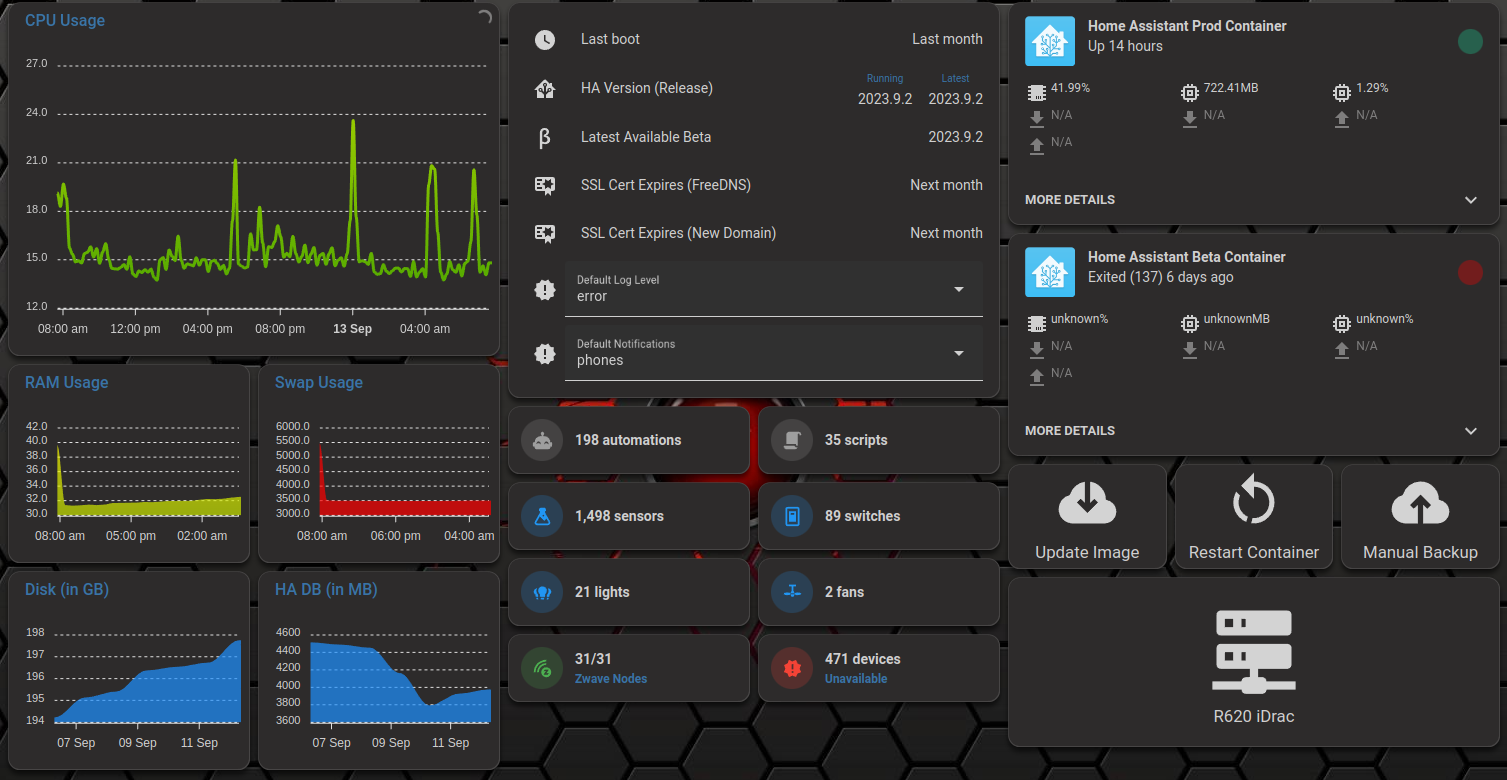 CPU Usage
27.0
24.0
21.0
18.0
15.0
12.0
08:00 am 12:00 pm 04:00 pm 08:00 pm 13 Sep 04:00 am
RAM Usage
42.0
40.0
38.0
36.0
34.0
32.0
30.0
08:00 am 05:00 pm 02:00 am
Swap Usage
6000.0
5500.0
5000.0
4500.0
4000.0
3500.0
3000.0
08:00 am 06:00 pm 04:00 am
Disk (in GB)
198
197
196
195
194
07 Sep 09 Sep 11 Sep
HA DB (in MB)
4600
4400
4200
4000
3800
3600
07 Sep 09 Sep 11 Sep
Last boot Last month
Running Latest
HA Version (Release) 2023.9.2 2023.9.2
β Latest Available Beta 2023.9.2
SSL Cert Expires (FreeDNS) Next month
SSL Cert Expires (New Domain) Next month
Default Log Level
error
Default Notifications
phones
198 automations
35 scripts
1,498 sensors
89 switches
21 lights
2 fans
31/31
Zwave Nodes
471 devices
Unavailable
Home Assistant Prod Container
Up 14 hours
41.99% 722.41MB 1.29%
N/A N/A N/A
N/A
MORE DETAILS
Home Assistant Beta Container
Exited (137) 6 days ago
unknown% unknownMB unknown%
N/A N/A N/A
N/A
MORE DETAILS
Update Image
Restart Container
Manual Backup
R620 iDrac